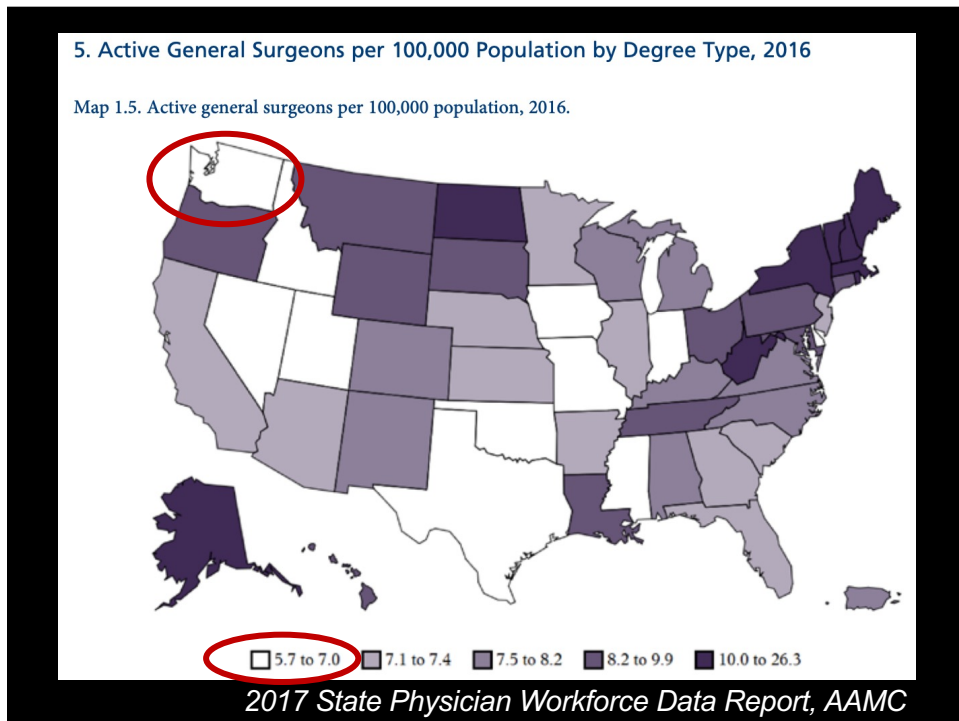 5. Active General Surgeons per 100,000 Population by Degree Type, 2016
Map 1.5. Active general surgeons per 100,000 population, 2016.
5.7 to 7.0 7.1 to 7.4 7.5 to 8.2 8.2 to 9.9 10.0 to 26.3
2017 State Physician Workforce Data Report, AAMC